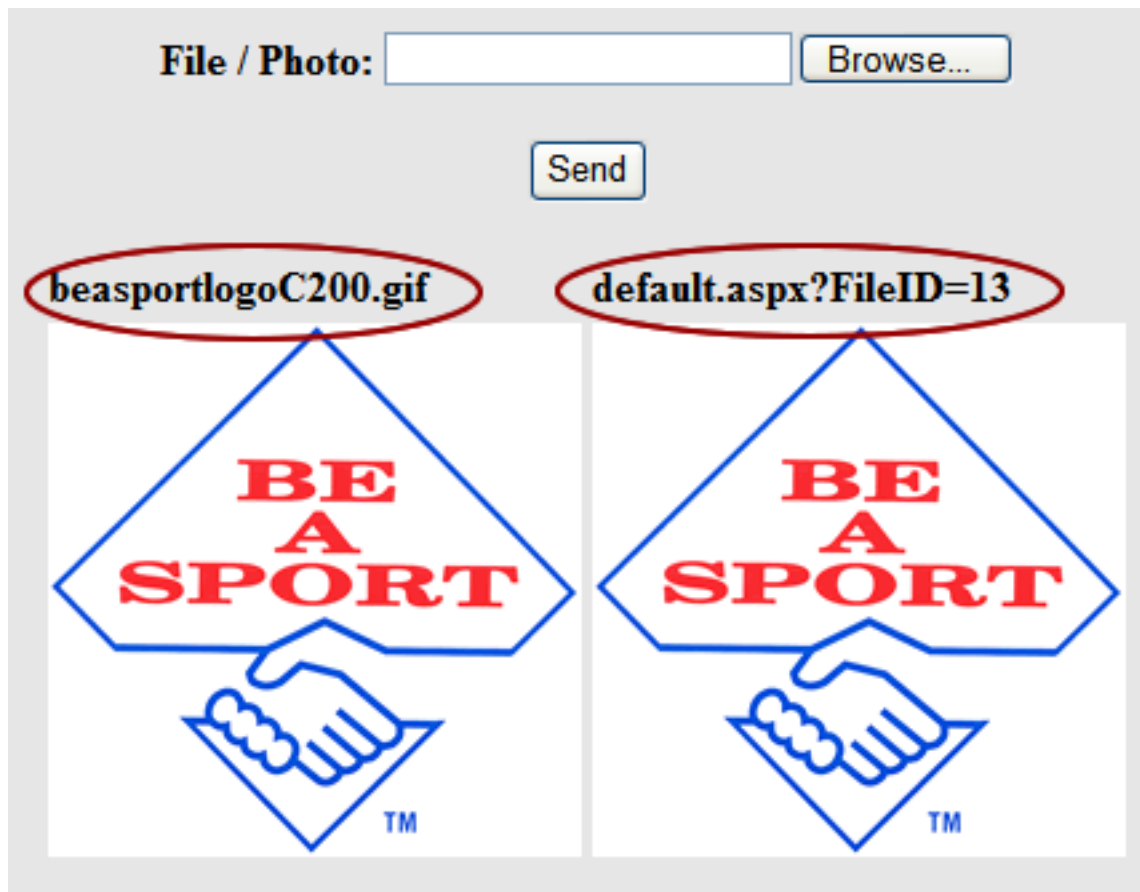 File / Photo: Browse...
Send
beasportlogoC200.gif
default.aspx?FileID=13
BE
A
SPORT
TM
BE
A
SPORT
TM